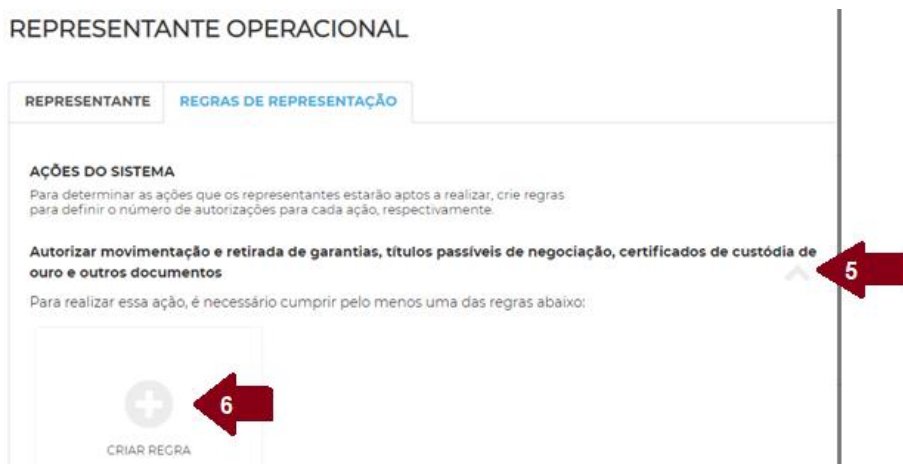 REPRESENTANTE OPERACIONAL
REPRESENTANTE REGRAS DE REPRESENTAÇÃO
AÇÕES DO SISTEMA
Para determinar as ações que os representantes estarão aptos a realizar, crie regras
para definir o número de autorizações para cada ação, respectivamente.
Autorizar movimentação e retirada de garantias, títulos passíveis de negociação, certificados de custódia de
ouro e outros documentos
5
Para realizar essa ação, é necessário cumprir pelo menos uma das regras abaixo:
6
CRIAR REGRA